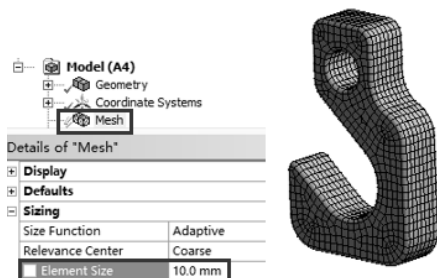 Model (A4)
Geometry
Coordinate Systems
Mesh
Details of "Mesh"
Display
Defaults
Sizing
Size Function Adaptive
Relevance Center Coarse
Element Size 10.0 mm